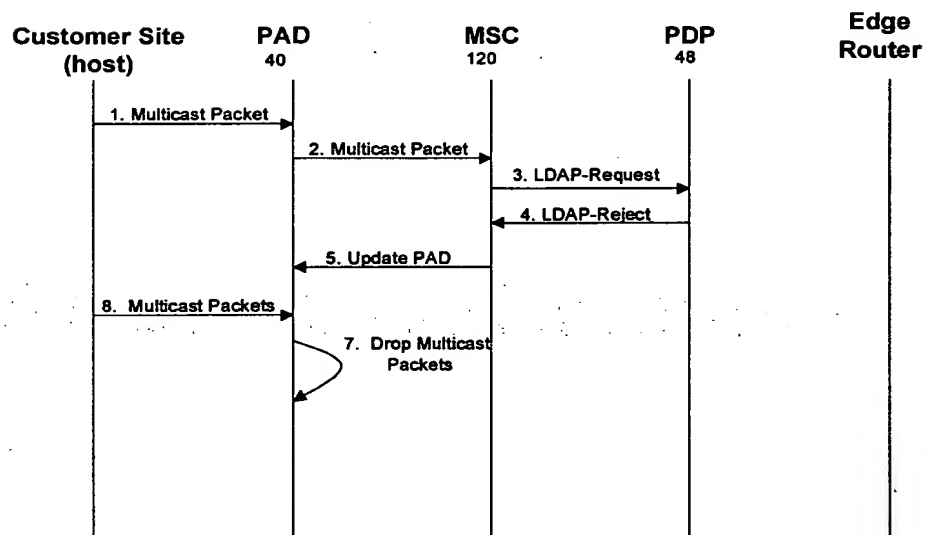 Customer Site
(host)
PAD
40
MSC
120
PDP
48
Edge
Router
1. Multicast Packet
2. Multicast Packet
3. LDAP-Request
4. LDAP-Reject
5. Update PAD
8. Multicast Packets
7. Drop Multicast
Packets